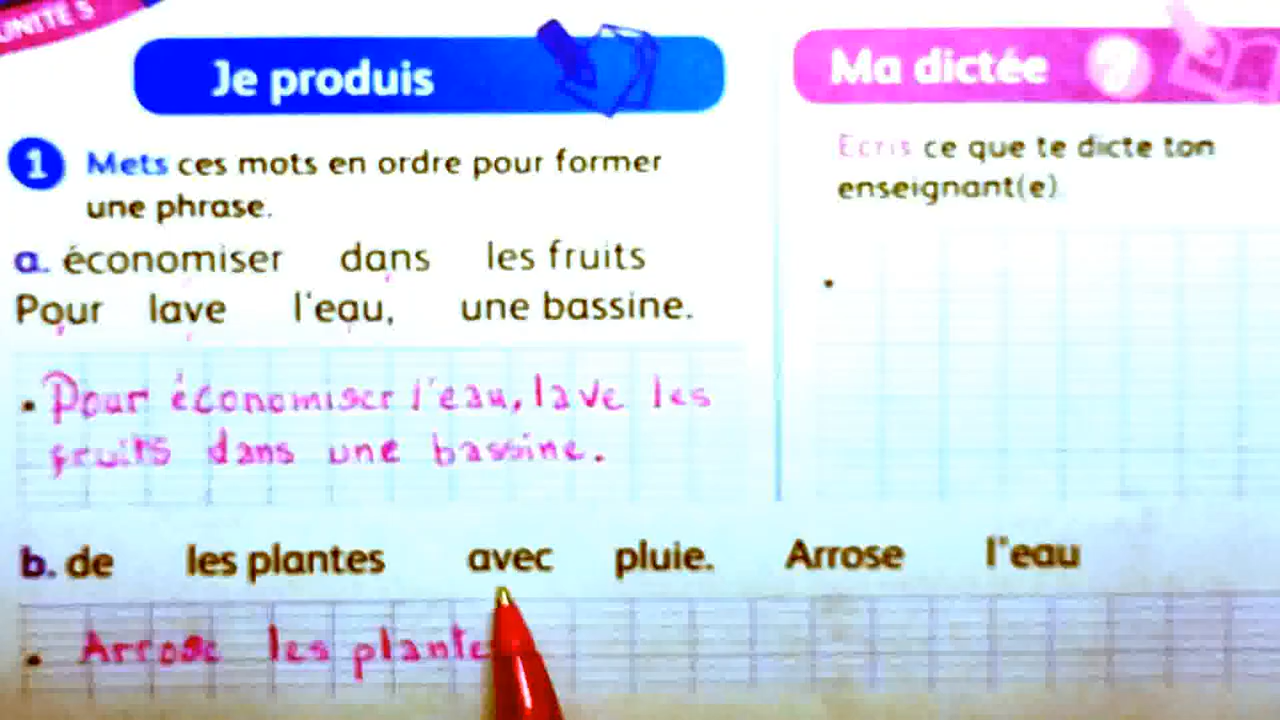 UNITÉ 5
Je produis
1 Mets ces mots en ordre pour former
une phrase.
a. économiser dans les fruits
Pour lave l'eau, une bassine.
• Pour économiser l'eau, lave les
fruits dans une bassine.
b. de les plantes avec pluie. Arrose l'eau
• Arrose les plante
Ma dictée
Ecris ce que te dicte ton
enseignant(e)